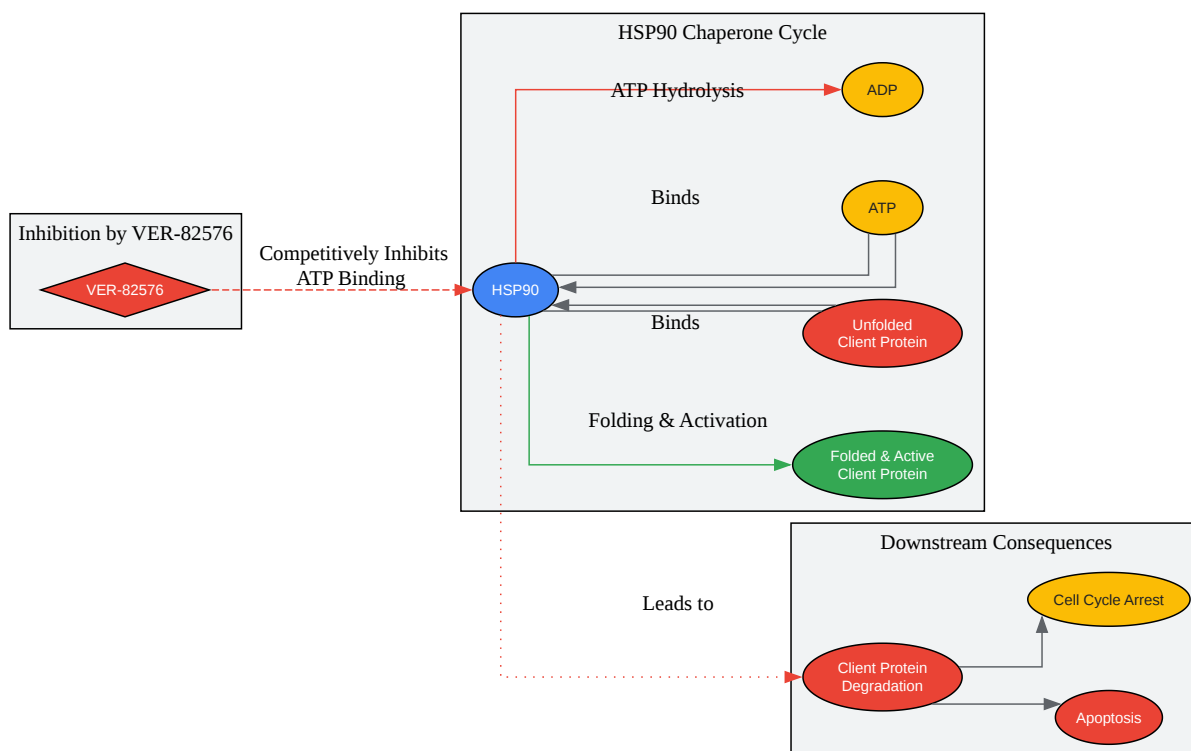 HSP90 Chaperone Cycle
ATP Hydrolysis
ADP
Binds
ATP
Inhibition by VER-82576
VER-82576
Competitively Inhibits
ATP Binding
HSP90
Binds
Unfolded
Client Protein
Folding & Activation
Folded & Active
Client Protein
Downstream Consequences
Leads to
Cell Cycle Arrest
Client Protein
Degradation
Apoptosis